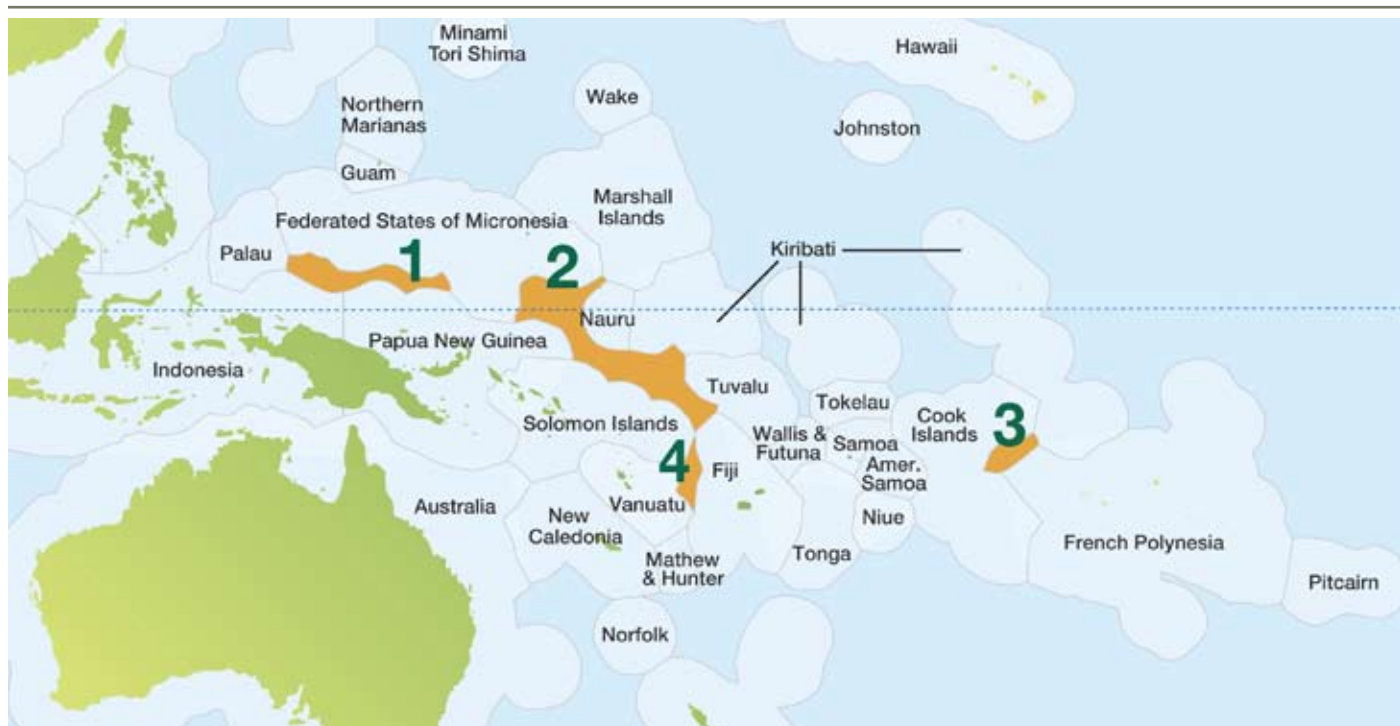 Minami
Tori Shima
Hawaii
Wake
Northern
Marianas
Johnston
Guam
Marshall
Islands
Federated States of Micronesia
Palau
1
2
Kiribati
Nauru
Papua New Guinea
Indonesia
Tuvalu
Tokelau
Solomon Islands
Cook
Islands
3
Wallis &
Futuna
Samoa
Amer.
Samoa
4
Fiji
Vanuatu
Australia
New
Caledonia
Niue
Mathew
& Hunter
Tonga
French Polynesia
Pitcairn
Norfolk